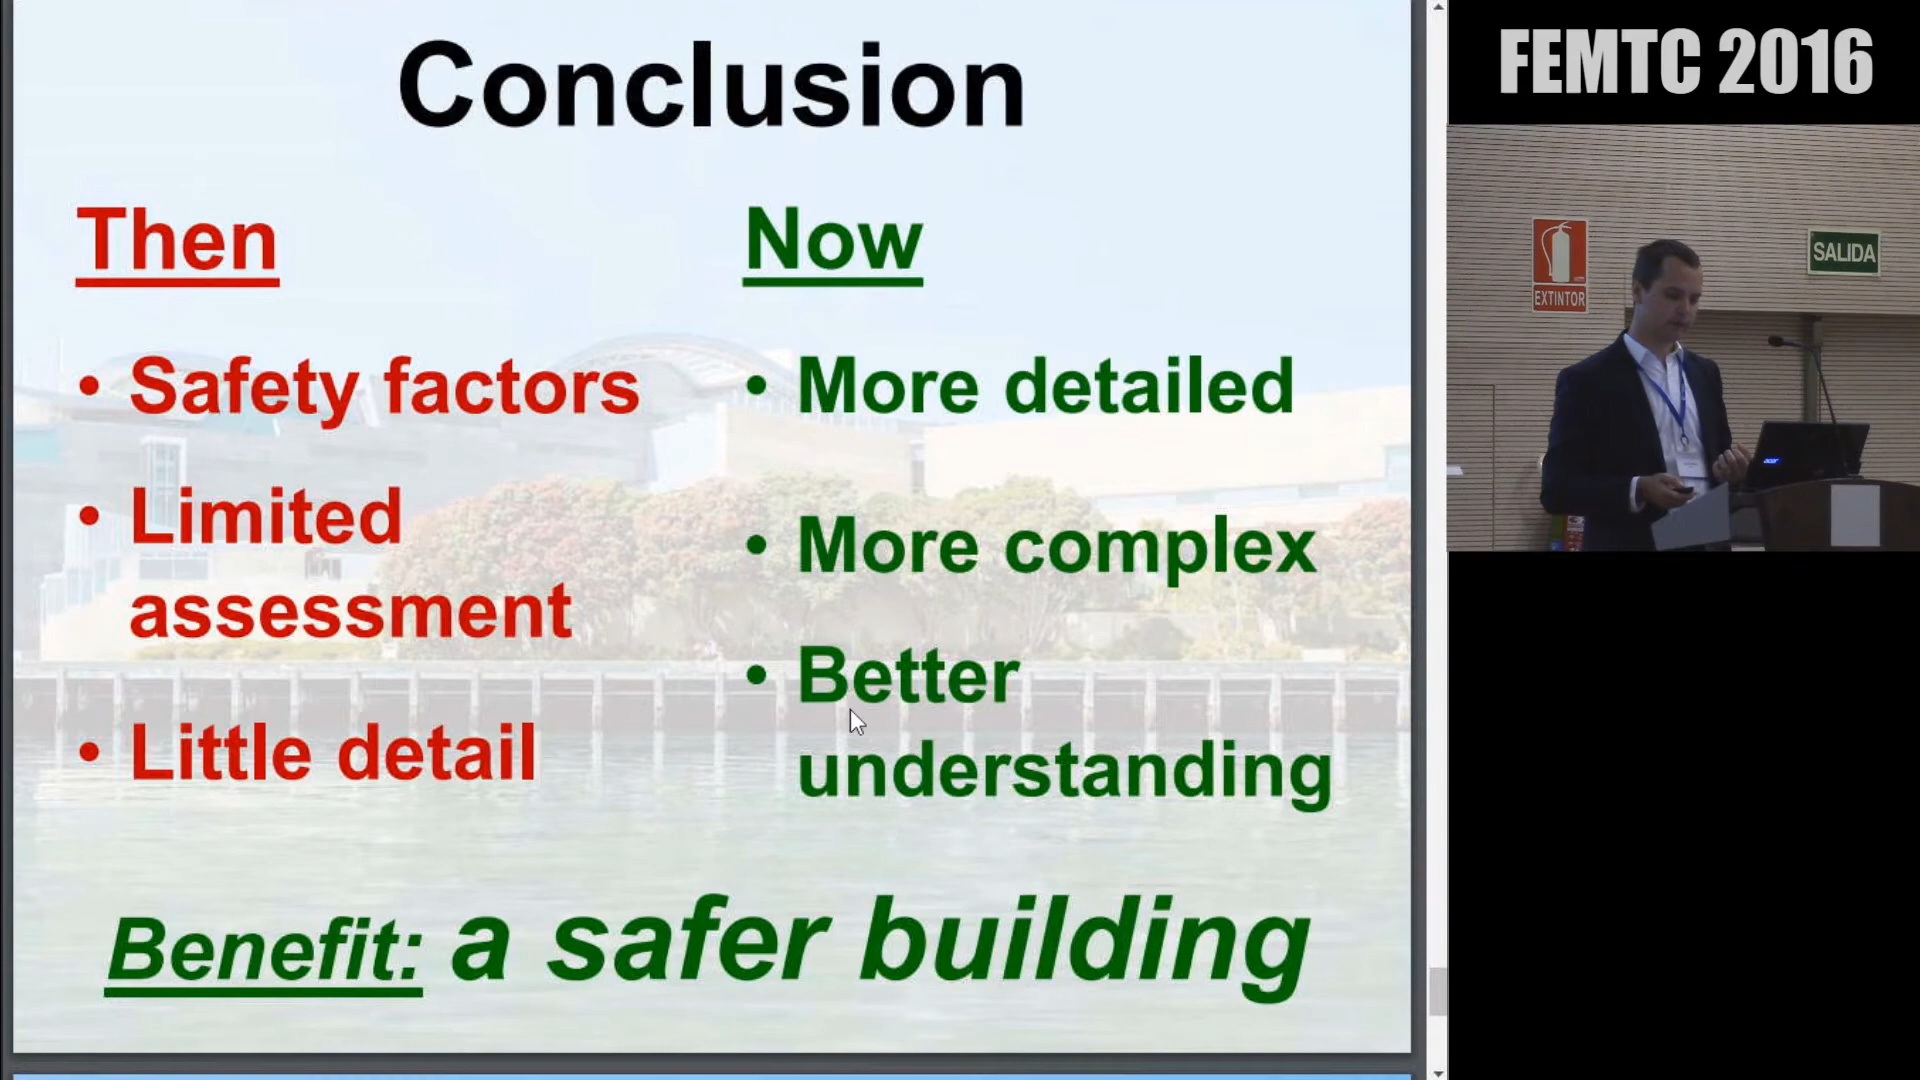 Conclusion
Then
• Safety factors
• Limited
assessment
• Little detail
Now
• More detailed
• More complex
• Better
understanding
Benefit: a safer building
FEMTC 2016
EXTINTOR
SALIDA
acer